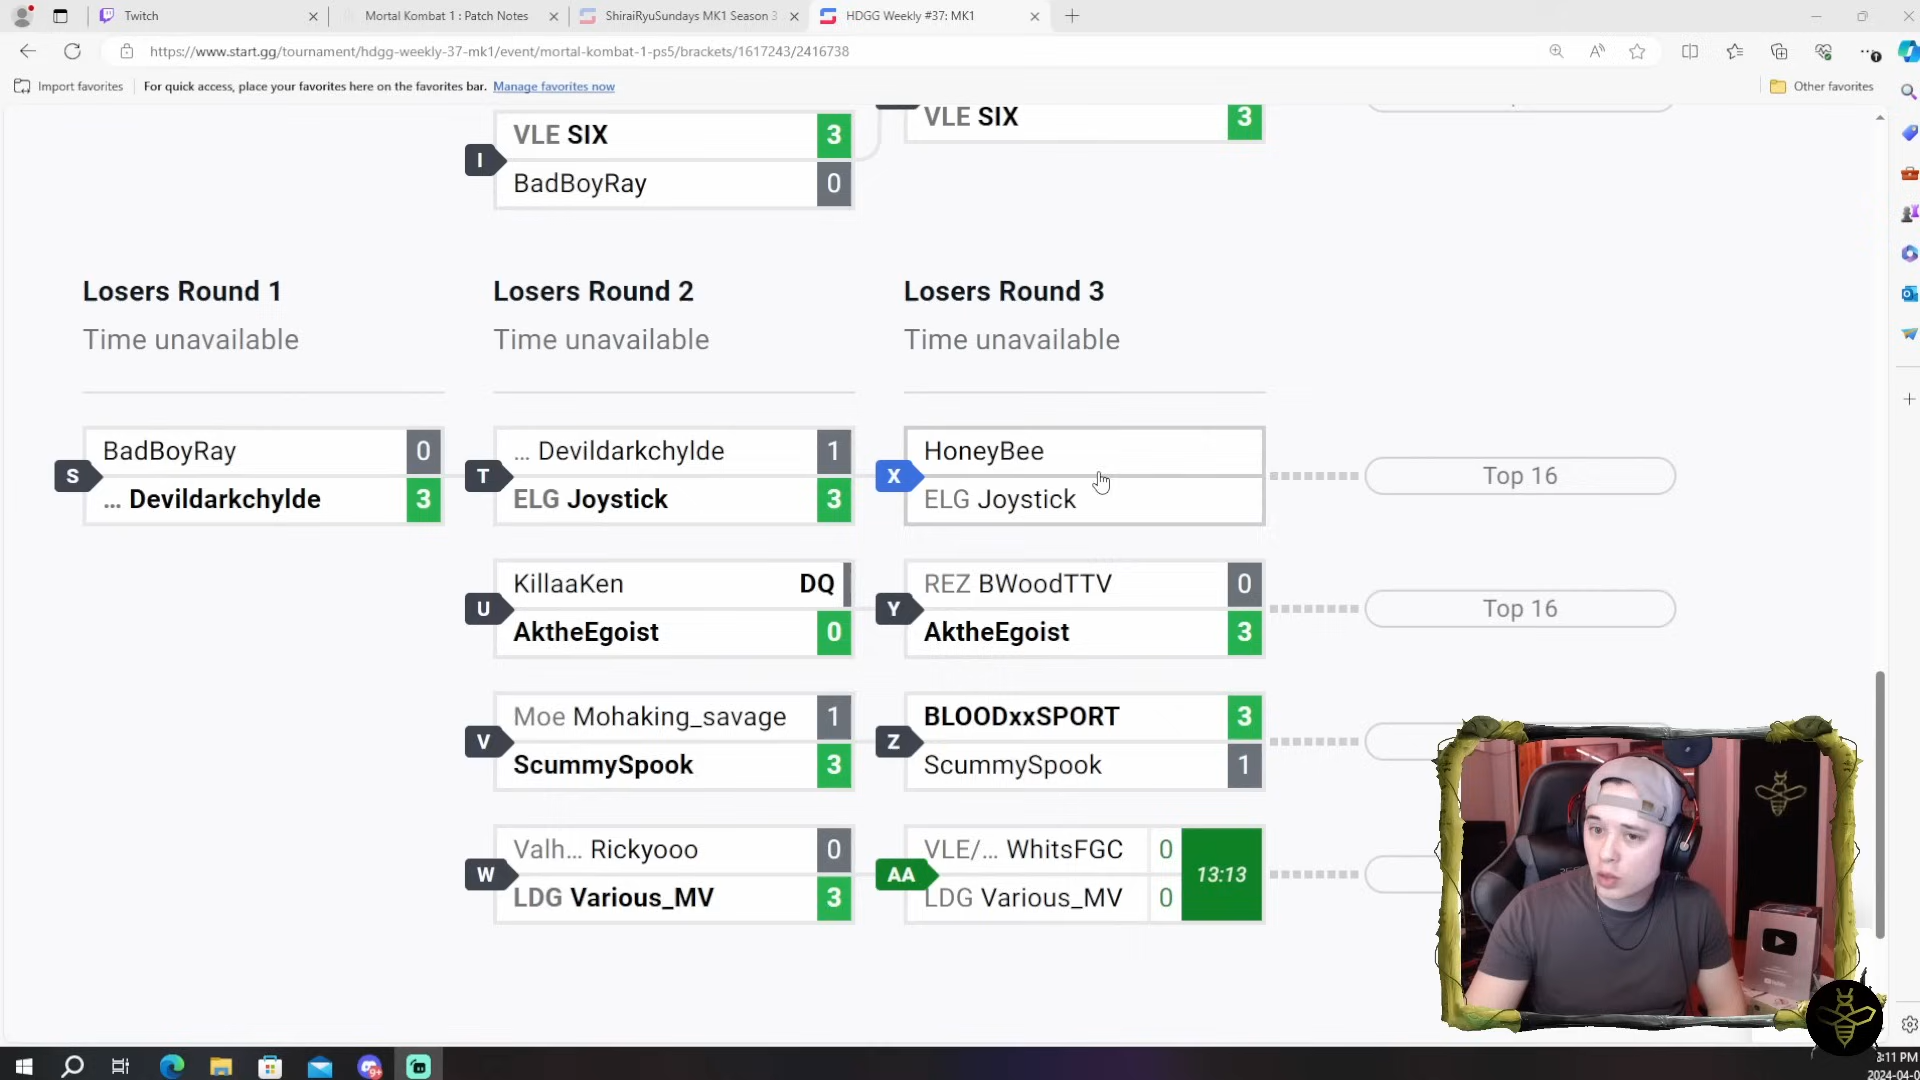 Twitch
Mortal Kombat 1 : Patch Notes
ShiraiRyuSundays MK1 Season 3
HDGG Weekly #37: MK1
https://www.start.gg/tournament/hdgg-weekly-37-mk1/event/mortal-kombat-1-ps5/brackets/1617243/2416738
Import favorites
For quick access, place your favorites here on the favorites bar. Manage favorites now
Other favorites
VLE SIX 3
I
BadBoyRay 0
VLE SIX 3
Losers Round 1
Time unavailable
Losers Round 2
Time unavailable
Losers Round 3
Time unavailable
S
BadBoyRay 0
... Devildarkchylde 3
T
... Devildarkchylde 1
ELG Joystick 3
X
HoneyBee
ELG Joystick
Top 16
U
KillaaKen DQ
AktheEgoist 0
Y
REZ BWoodTTV 0
AktheEgoist 3
Top 16
V
Moe Mohaking_savage 1
ScummySpook 3
Z
BLOODxxSPORT 3
ScummySpook 1
W
Valh... Rickyooo 0
LDG Various_MV 3
AA
VLE/... WhitsFGC 0
LDG Various_MV 0
13:13
:11 PM
2024-04-0